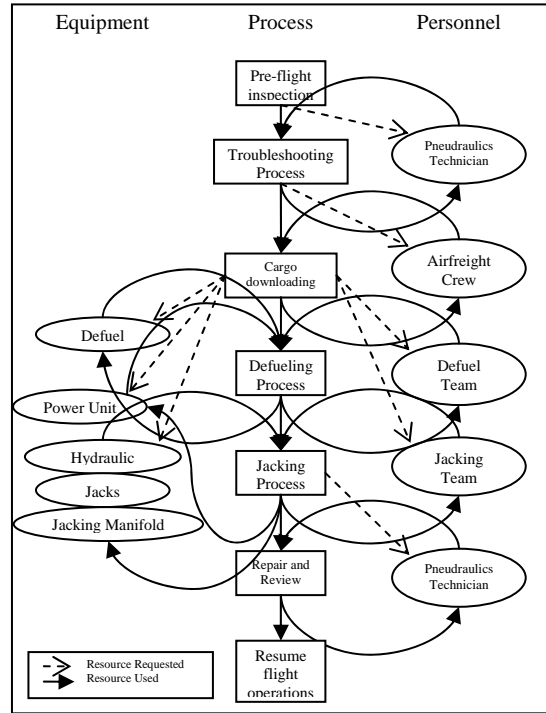 Equipment
Process
Personnel
Pre-flight
inspection
Pneudraulics
Technician
Troubleshooting
Process
Cargo
downloading
Airfreight
Crew
Defuel
Defueling
Process
Defuel
Team
Power Unit
Hydraulic
Jacks
Jacking Manifold
Jacking
Process
Jacking
Team
Repair and
Review
Pneudraulics
Technician
Resume
flight
operations
Resource Requested
Resource Used